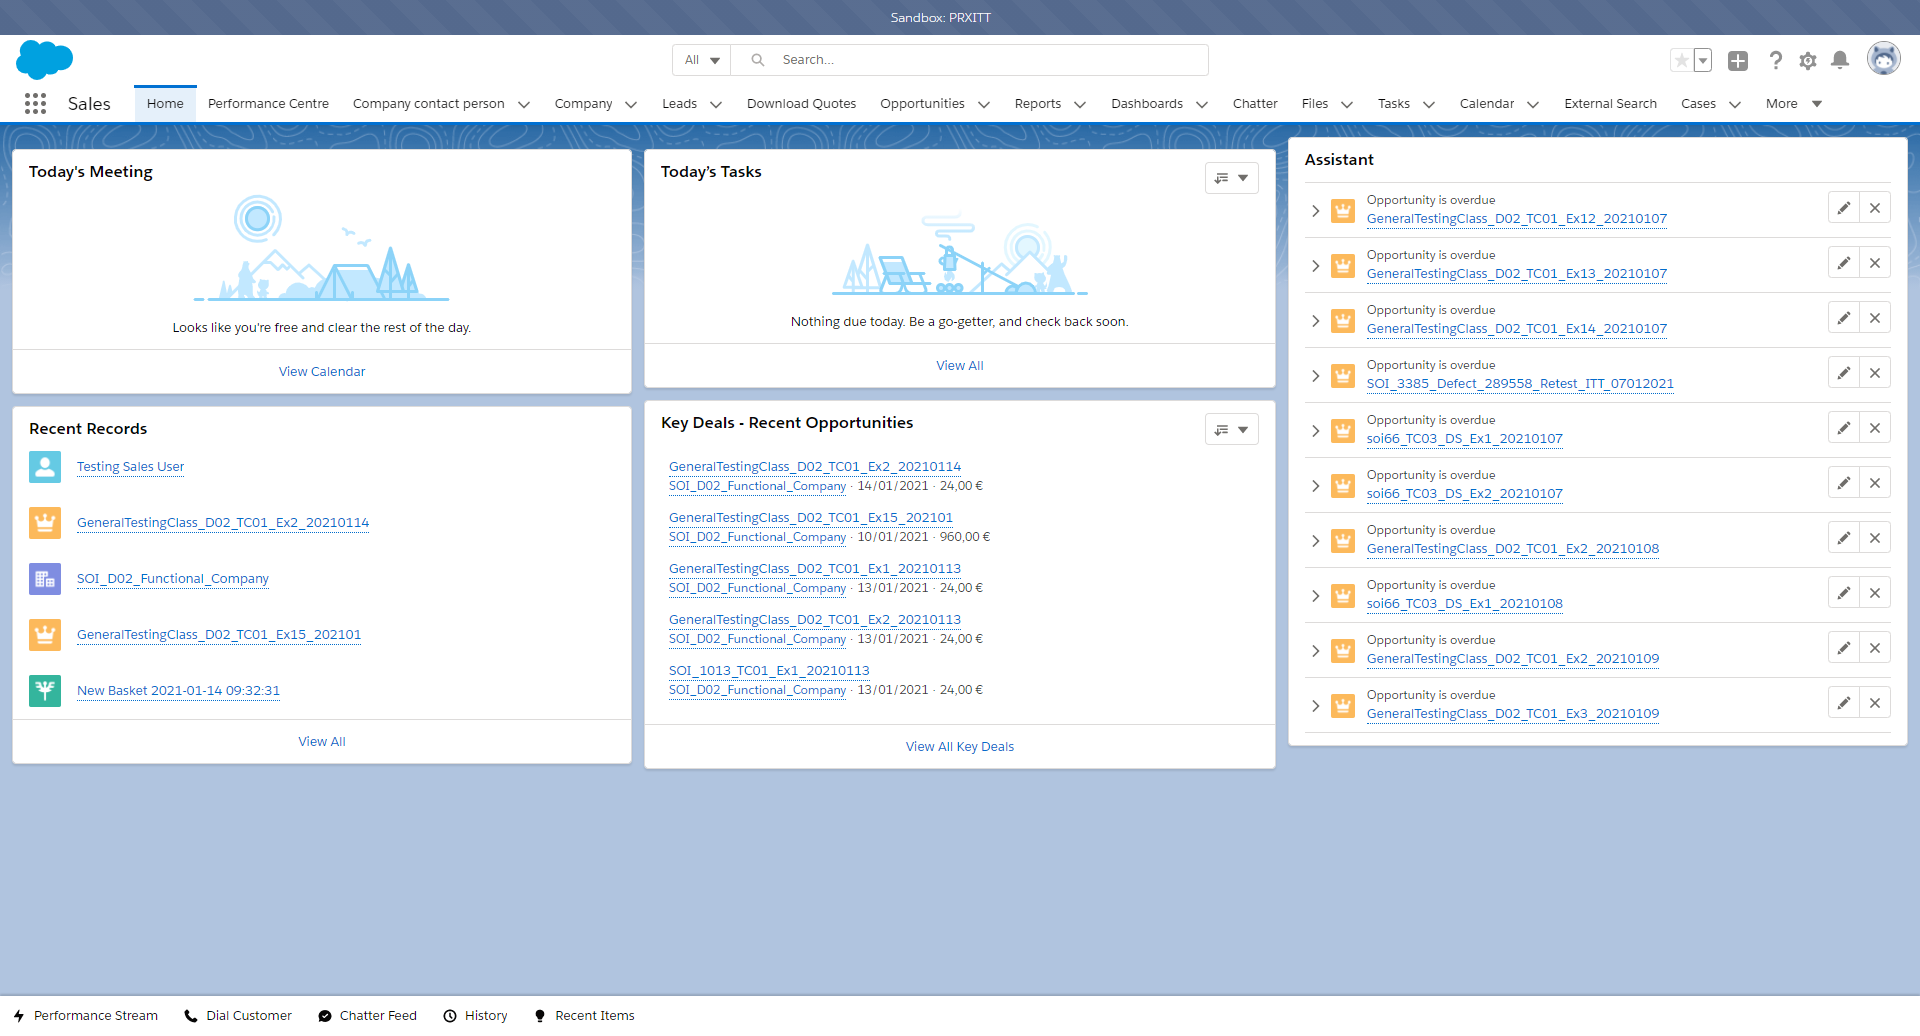 Sandbox: PRXITT
All
Search...
Sales
Home
Performance Centre
Company contact person
Company
Leads
Download Quotes
Opportunities
Reports
Dashboards
Chatter
Files
Tasks
Calendar
External Search
Cases
More
Today's Meeting
Looks like you're free and clear the rest of the day.
View Calendar
Recent Records
Testing Sales User
GeneralTestingClass_D02_TC01_Ex2_20210114
SOI_D02_Functional_Company
GeneralTestingClass_D02_TC01_Ex15_202101
New Basket 2021-01-14 09:32:31
View All
Today’s Tasks
Nothing due today. Be a go-getter, and check back soon.
View All
Key Deals - Recent Opportunities
GeneralTestingClass_D02_TC01_Ex2_20210114
SOI_D02_Functional_Company · 14/01/2021 · 24,00 €
GeneralTestingClass_D02_TC01_Ex15_202101
SOI_D02_Functional_Company · 10/01/2021 · 960,00 €
GeneralTestingClass_D02_TC01_Ex1_20210113
SOI_D02_Functional_Company · 13/01/2021 · 24,00 €
GeneralTestingClass_D02_TC01_Ex2_20210113
SOI_D02_Functional_Company · 13/01/2021 · 24,00 €
SOI_1013_TC01_Ex1_20210113
SOI_D02_Functional_Company · 13/01/2021 · 24,00 €
View All Key Deals
Assistant
Opportunity is overdue
GeneralTestingClass_D02_TC01_Ex12_20210107
Opportunity is overdue
GeneralTestingClass_D02_TC01_Ex13_20210107
Opportunity is overdue
GeneralTestingClass_D02_TC01_Ex14_20210107
Opportunity is overdue
SOI_3385_Defect_289558_Retest_ITT_07012021
Opportunity is overdue
soi66_TC03_DS_Ex1_20210107
Opportunity is overdue
soi66_TC03_DS_Ex2_20210107
Opportunity is overdue
GeneralTestingClass_D02_TC01_Ex2_20210108
Opportunity is overdue
soi66_TC03_DS_Ex1_20210108
Opportunity is overdue
GeneralTestingClass_D02_TC01_Ex2_20210109
Opportunity is overdue
GeneralTestingClass_D02_TC01_Ex3_20210109
Performance Stream
Dial Customer
Chatter Feed
History
Recent Items